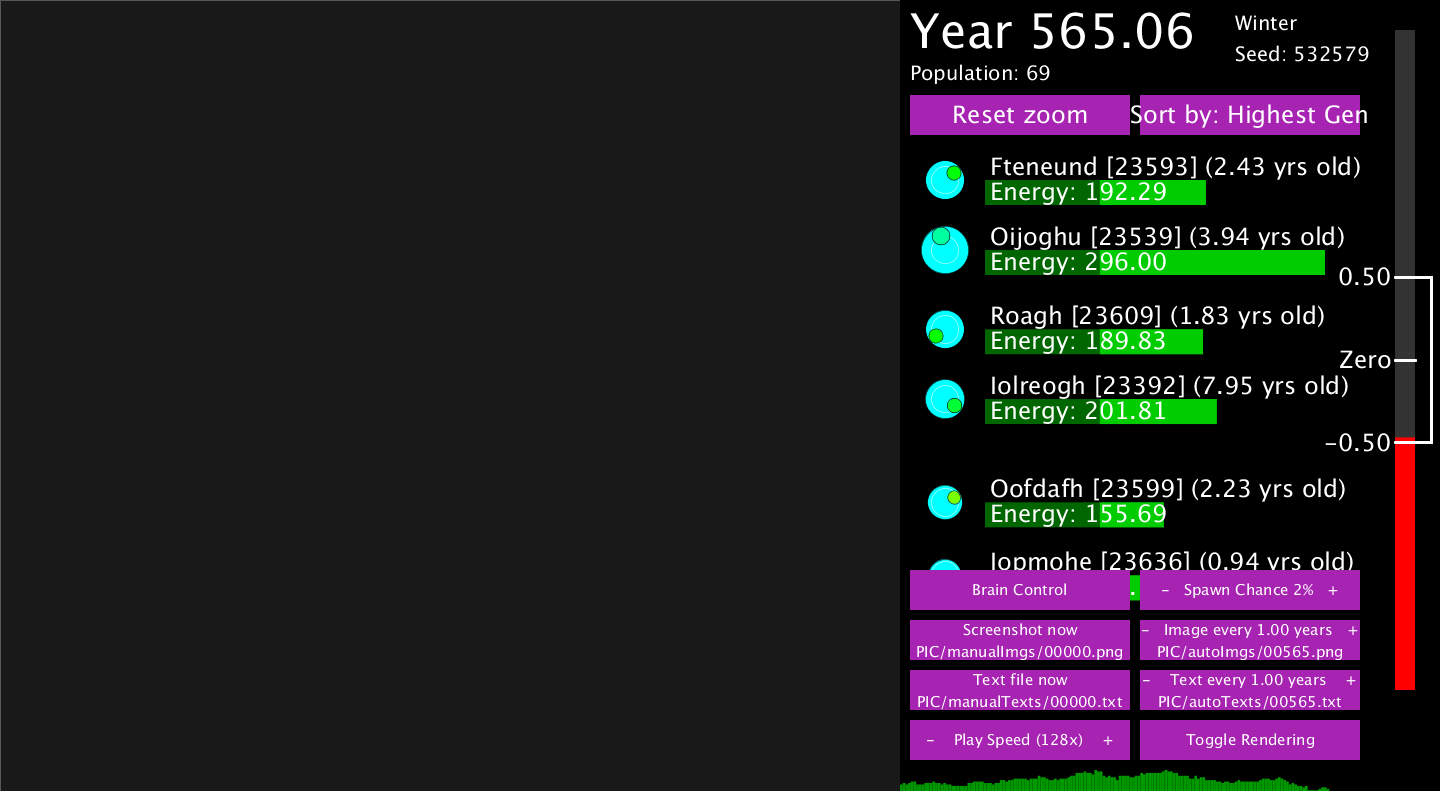 Year 565.06
Winter
Seed: 532579
Population: 69
Reset zoom
Sort by: Highest Gen
Fteneund [23593] (2.43 yrs old)
Energy: 192.29
Oijoghu [23539] (3.94 yrs old)
Energy: 296.00
0.50
Roagh [23609] (1.83 yrs old)
Energy: 189.83
Zero
Iolreogh [23392] (7.95 yrs old)
Energy: 201.81
−0.50
Oofdafh [23599] (2.23 yrs old)
Energy: 155.69
Iopmohe [23636] (0.94 yrs old)
Brain Control
- Spawn Chance 2% +
Screenshot now
PIC/manualImgs/00000.png
- Image every 1.00 years +
PIC/autoImgs/00565.png
Text file now
PIC/manualTexts/00000.txt
- Text every 1.00 years +
PIC/autoTexts/00565.txt
- Play Speed (128x) +
Toggle Rendering